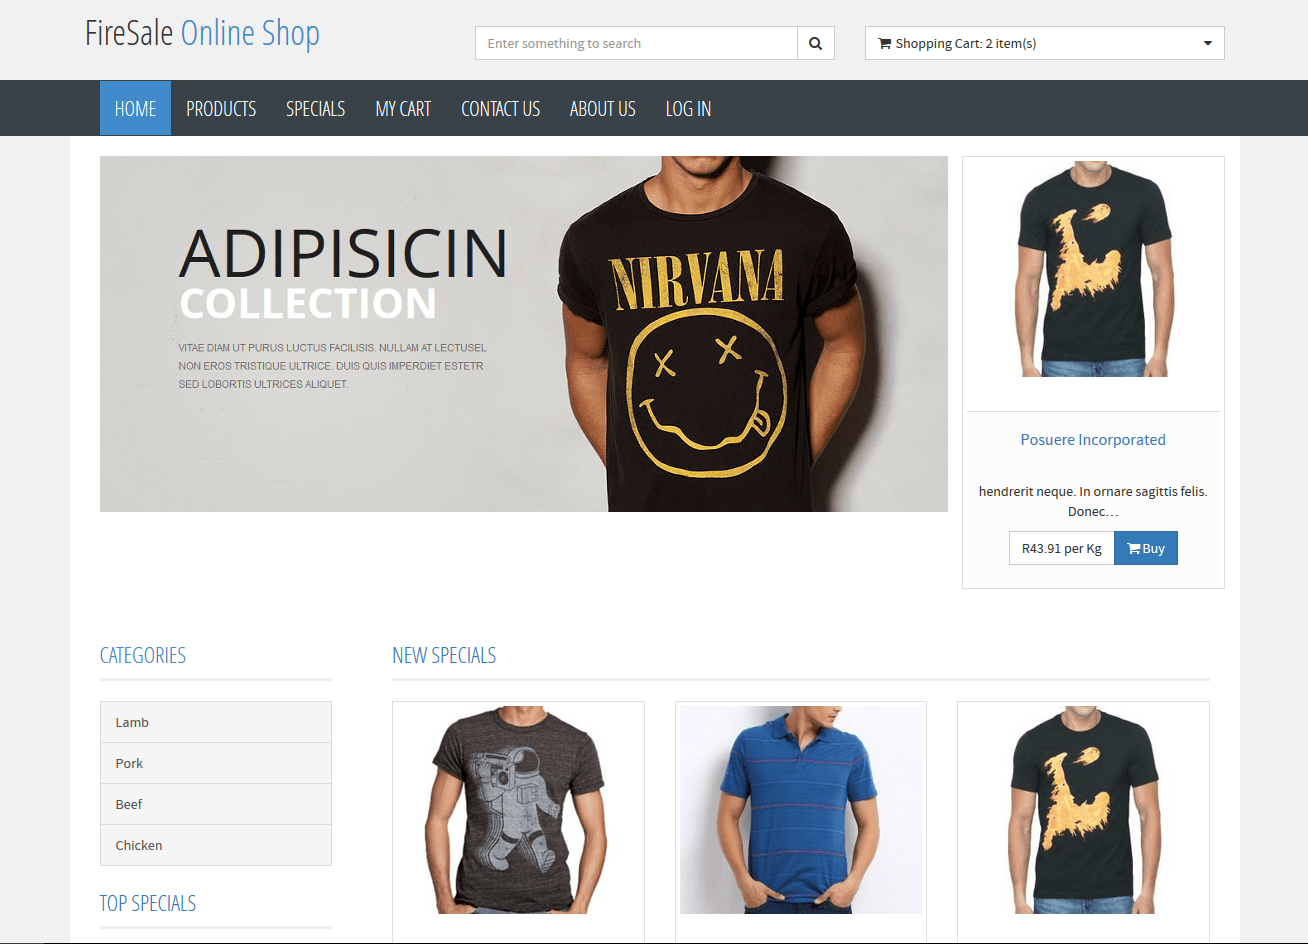 FireSale Online Shop
Enter something to search
Shopping Cart: 2 item(s)
HOME PRODUCTS SPECIALS MY CART CONTACT US ABOUT US LOG IN
ADIPISICIN
COLLECTION
VITAE DIAM UT PURUS LUCTUS FACILISIS. NULLAM AT LECTUSEL
NON EROS TRISTIQUE ULTRICE. DUIS QUIS IMPERDIET ESTETR
SED LOBORTIS ULTRICES ALIQUET.
NIRVANA
Posuere Incorporated
hendrerit neque. In ornare sagittis felis.
Donec...
R43.91 per Kg Buy
CATEGORIES
Lamb
Pork
Beef
Chicken
TOP SPECIALS
NEW SPECIALS